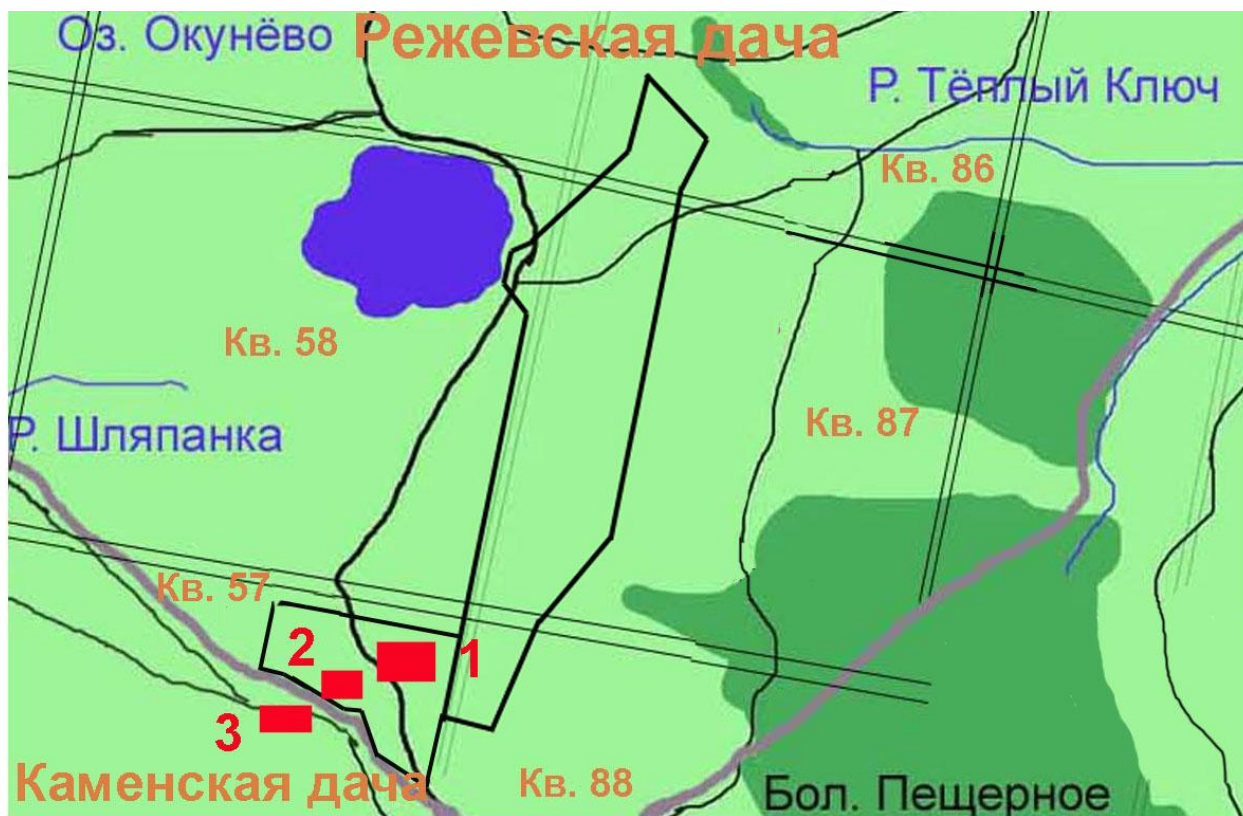 Оз. Окунёво
Режевская дача
Р. Тёплый Ключ
Кв. 86
Кв. 58
Кв. 87
Р. Шляпанка
Кв. 57
2
1
3
Каменская дача
Кв. 88
Бол. Пещерное